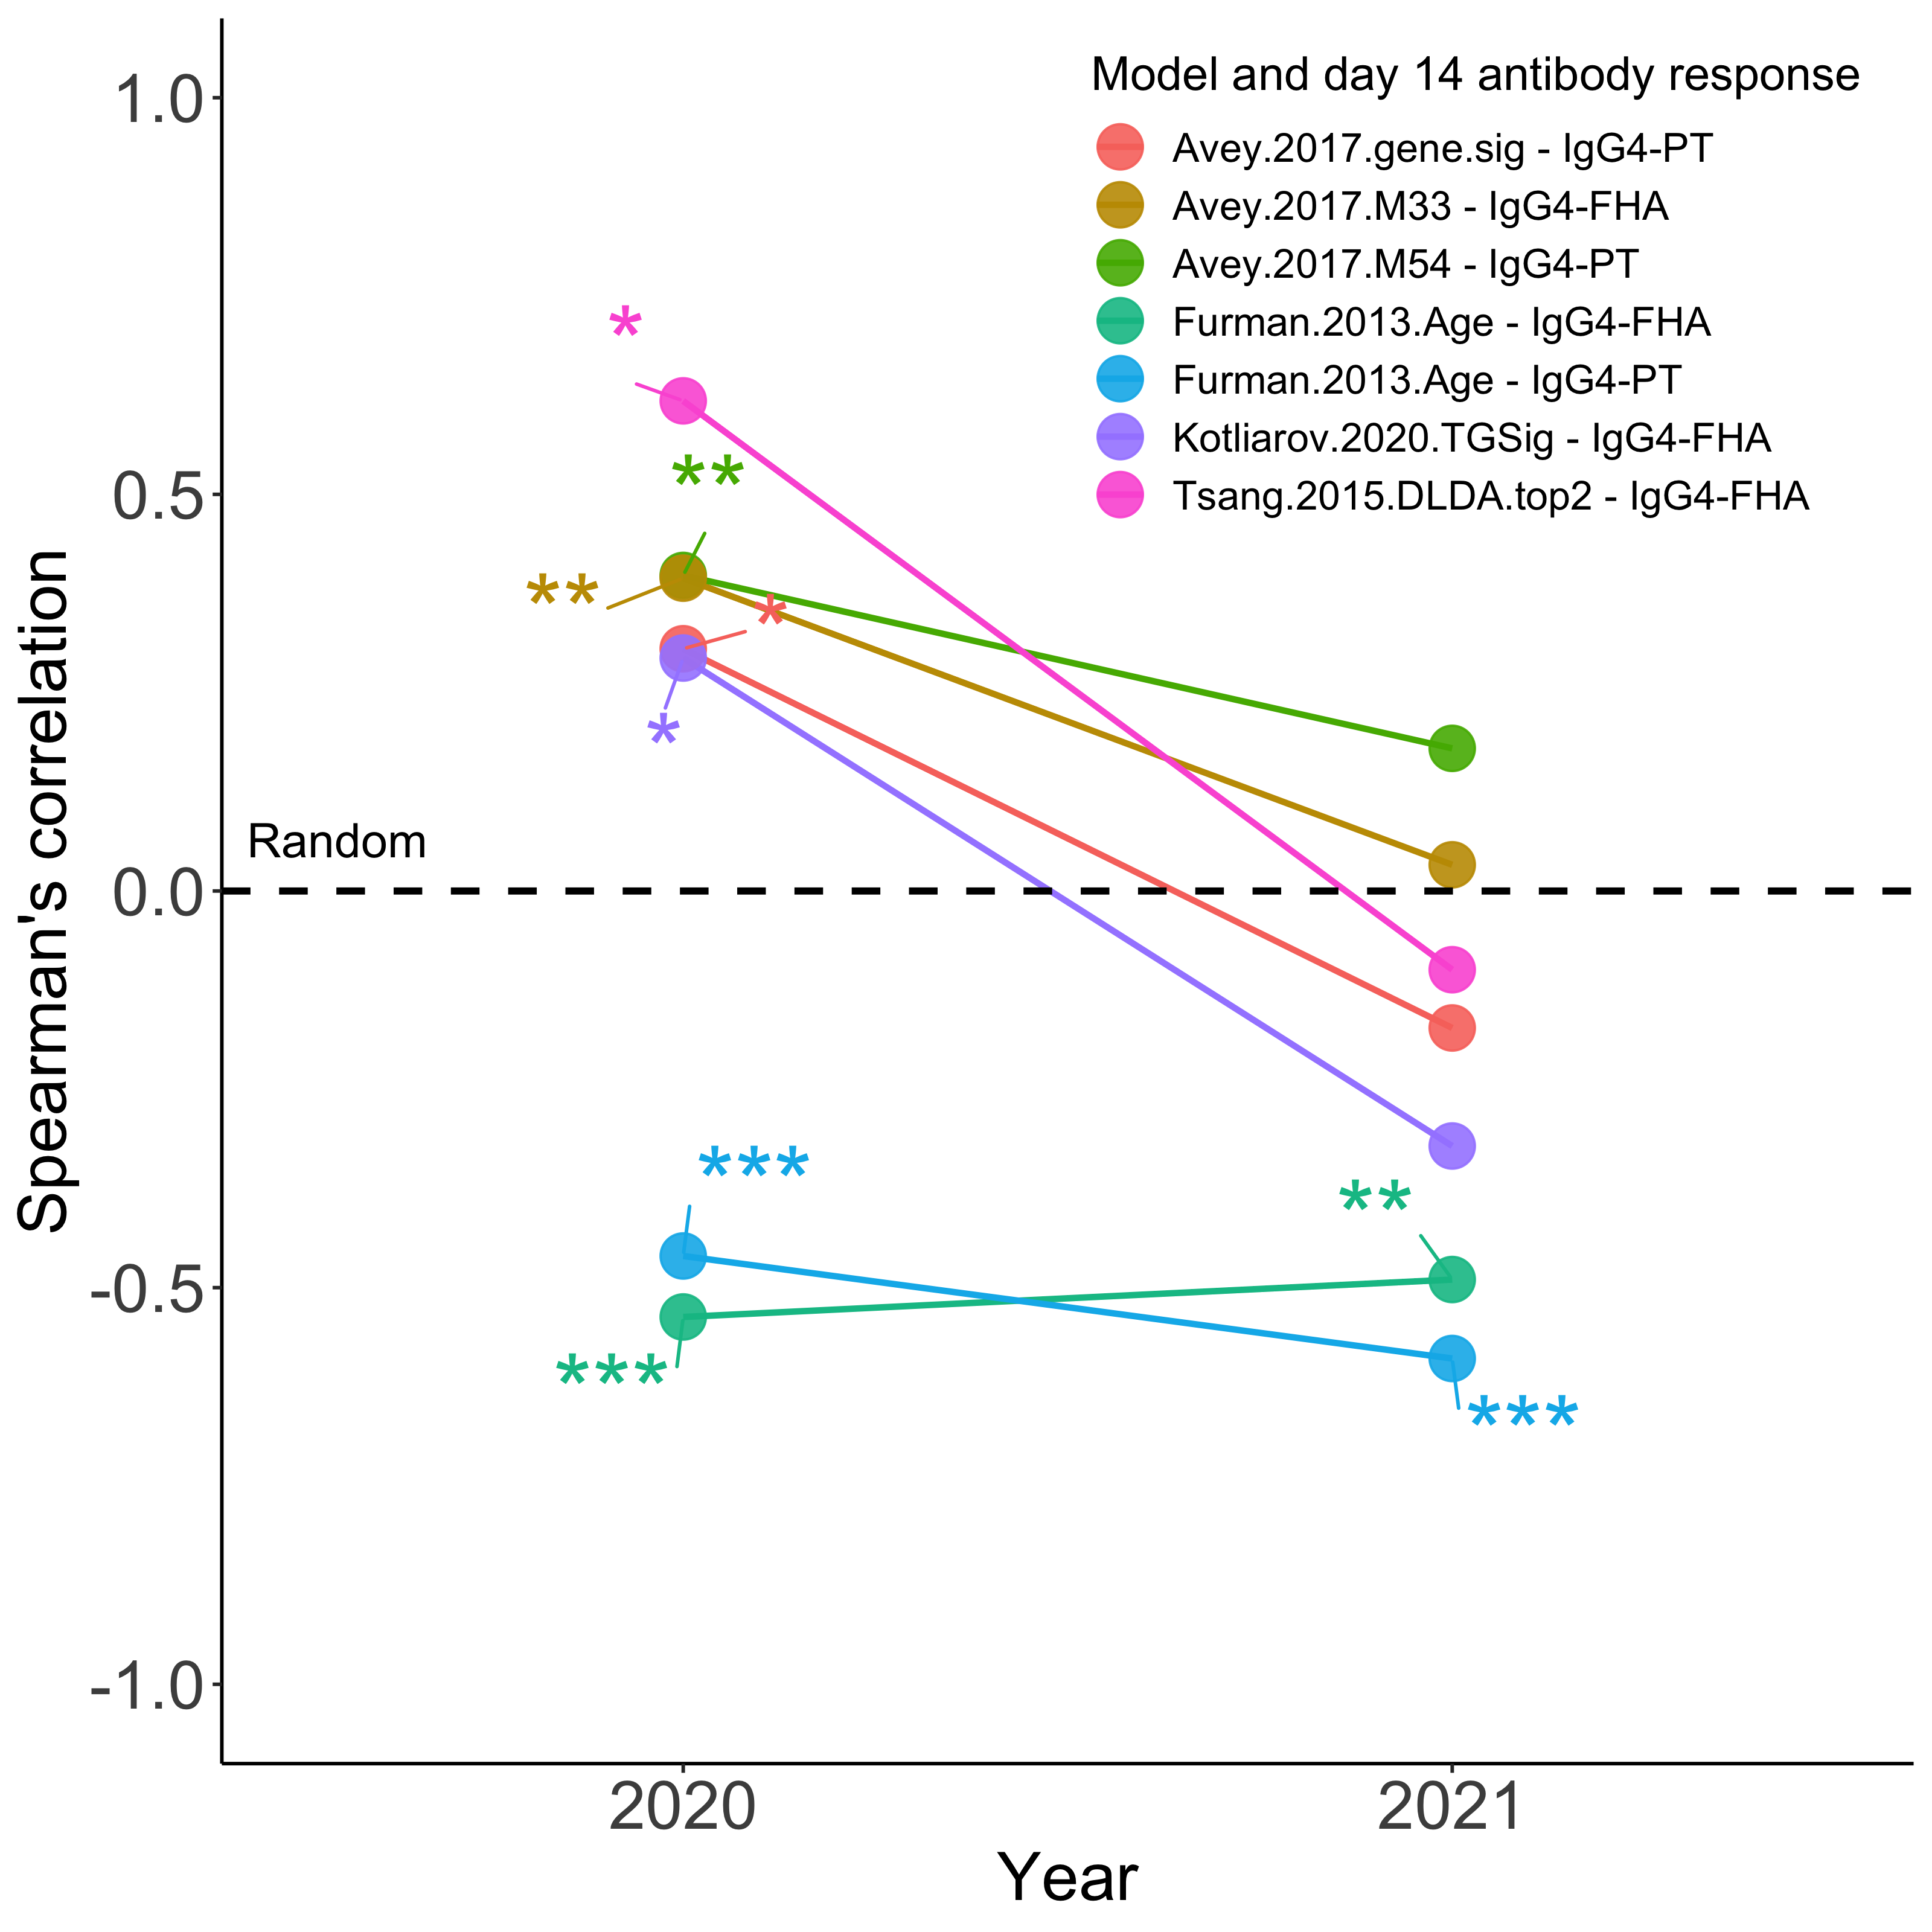 Model and day 14 antibody response
Avey.2017.gene.sig - IgG4-PT
Avey.2017.M33 - IgG4-FHA
Avey.2017.M54 - IgG4-PT
Furman.2013.Age - IgG4-FHA
Furman.2013.Age - IgG4-PT
Kotliarov.2020.TGSig - IgG4-FHA
Tsang.2015.DLDA.top2 - IgG4-FHA
Spearman's correlation
1.0
0.5
0.0
-0.5
-1.0
*
**
**
*
*
Random
***
**
***
***
2020
2021
Year